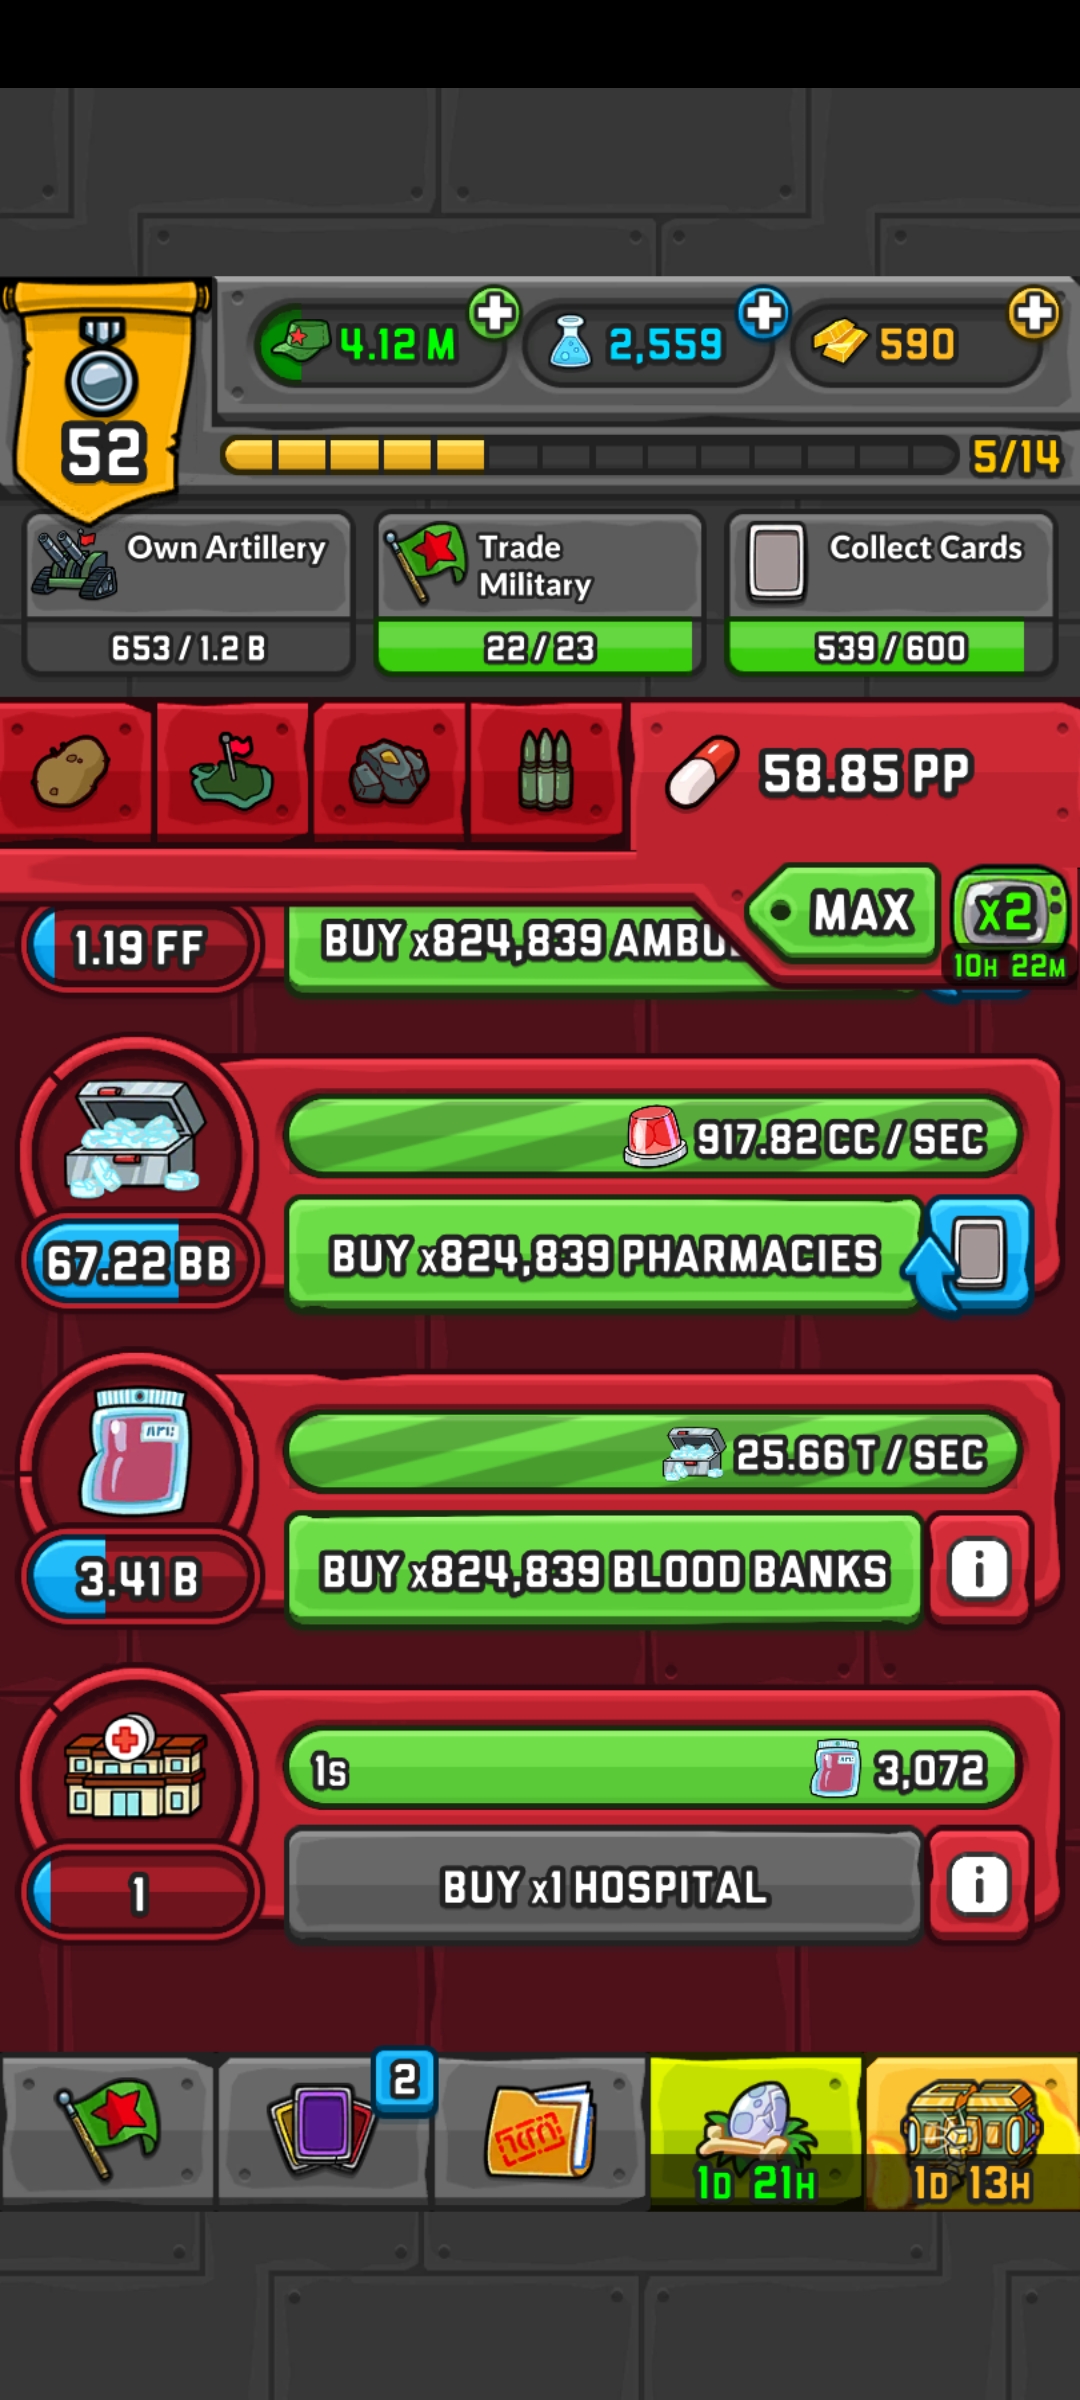 4.12 M
2,559
590
52
5/14
Own Artillery
653 / 1.2 B
Trade
Military
22 / 23
Collect Cards
539 / 600
58.85 PP
MAX
x2
10H 22M
1.19 FF
BUY x824,839 AMBU
917.82 CC / SEC
67.22 BB
BUY x824,839 PHARMACIES
25.66 T / SEC
3.41 B
BUY x824,839 BLOOD BANKS
1s
3,072
1
BUY x1 HOSPITAL
2
1D 21H
1D 13H